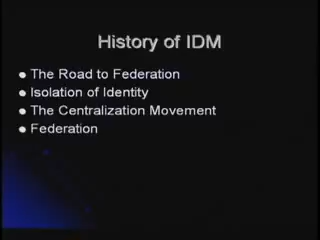 History of IDM
The Road to Federation
Isolation of Identity
The Centralization Movement
Federation